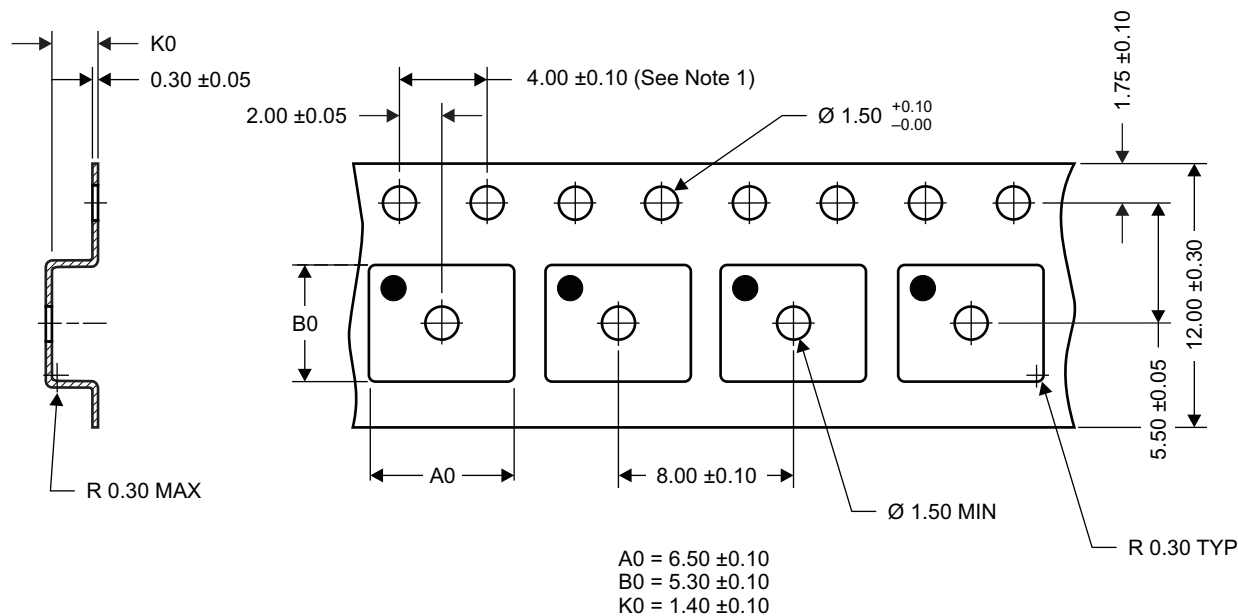 K0
0.30 ±0.05
4.00 ±0.10 (See Note 1)
2.00 ±0.05
Ø 1.50 +0.10 –0.00
1.75 ±0.10
12.00 ±0.30
5.50 ±0.05
B0
A0
8.00 ±0.10
R 0.30 MAX
Ø 1.50 MIN
R 0.30 TYP
A0 = 6.50 ±0.10
B0 = 5.30 ±0.10
K0 = 1.40 ±0.10